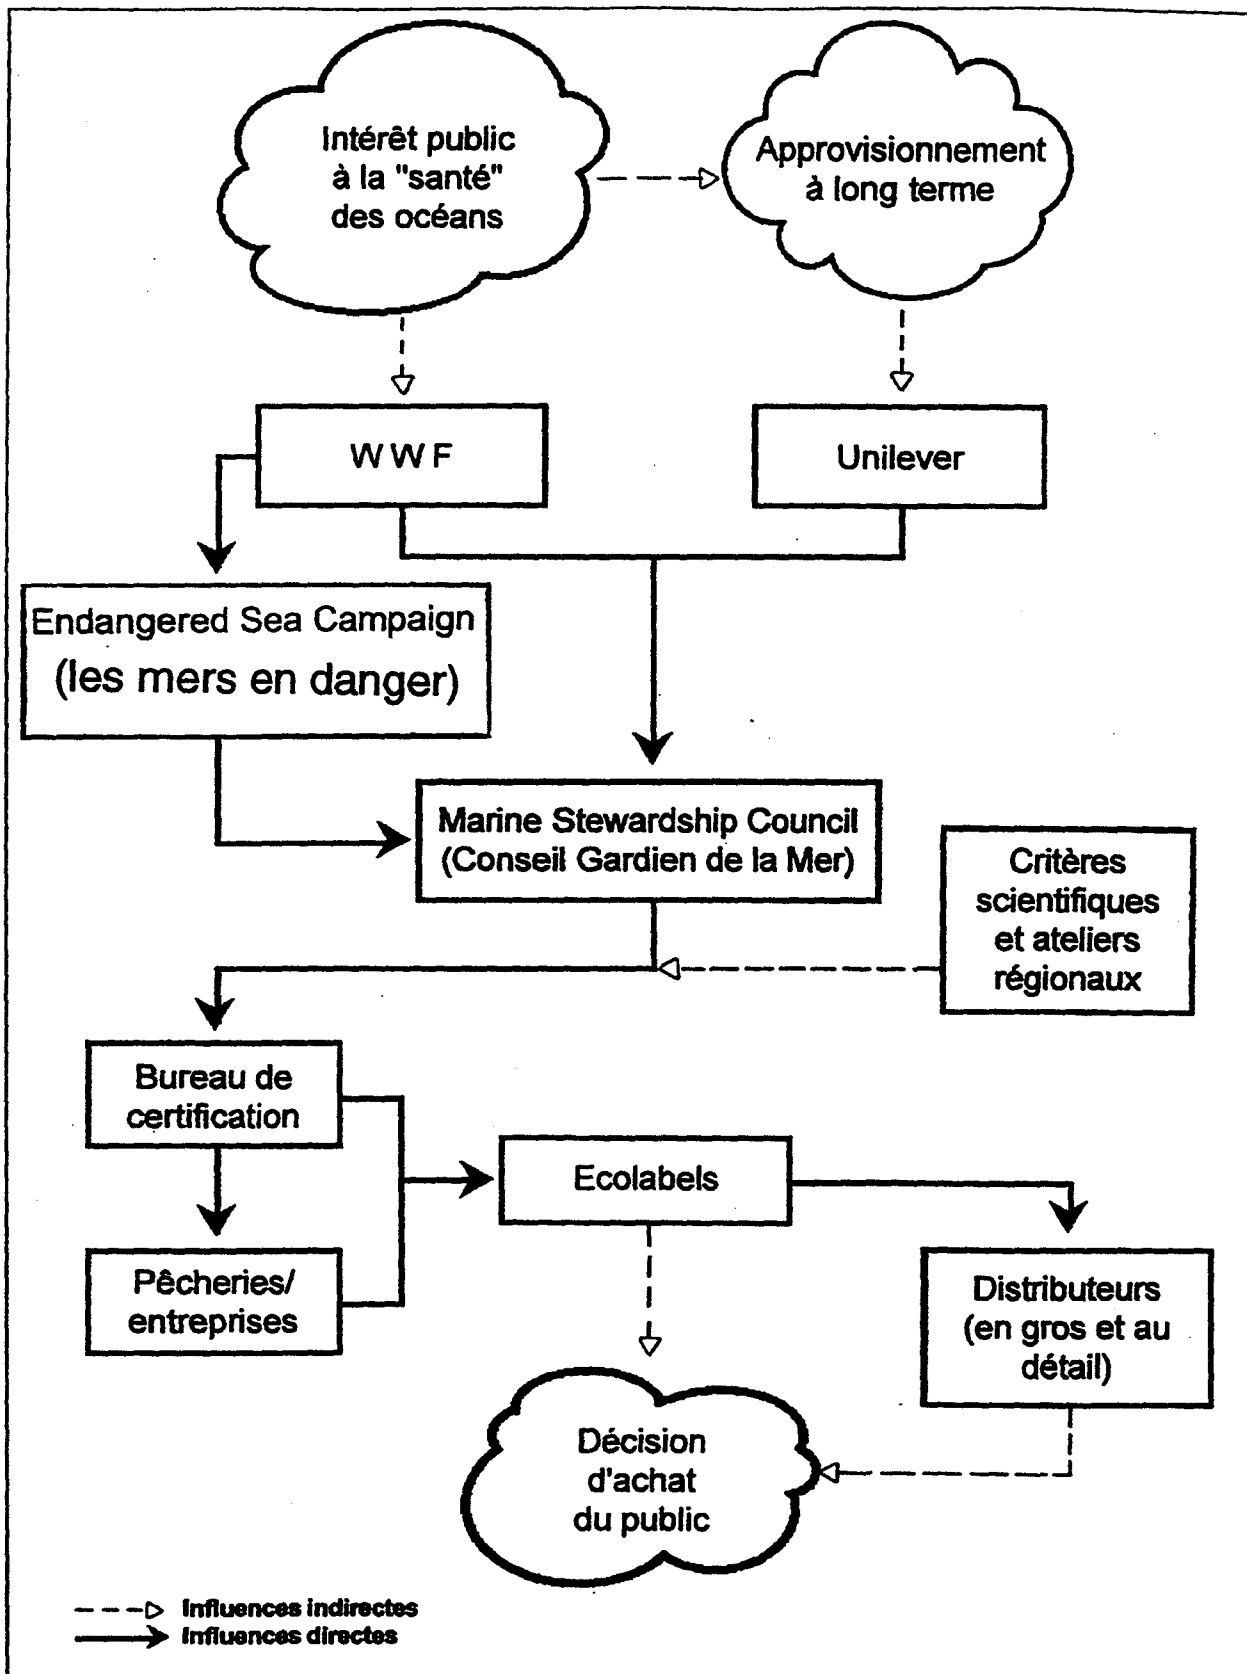 Intérêt public
à la "santé"
des océans
Approvisionnement
à long terme
W W F
Unilever
Endangered Sea Campaign
(les mers en danger)
Marine Stewardship Council
(Conseil Gardien de la Mer)
Critères
scientifiques
et ateliers
régionaux
Bureau de
certification
Ecolabels
Pêcheries/
entreprises
Distributeurs
(en gros et au
détail)
Décision
d'achat
du public
Influences indirectes
Influences directes